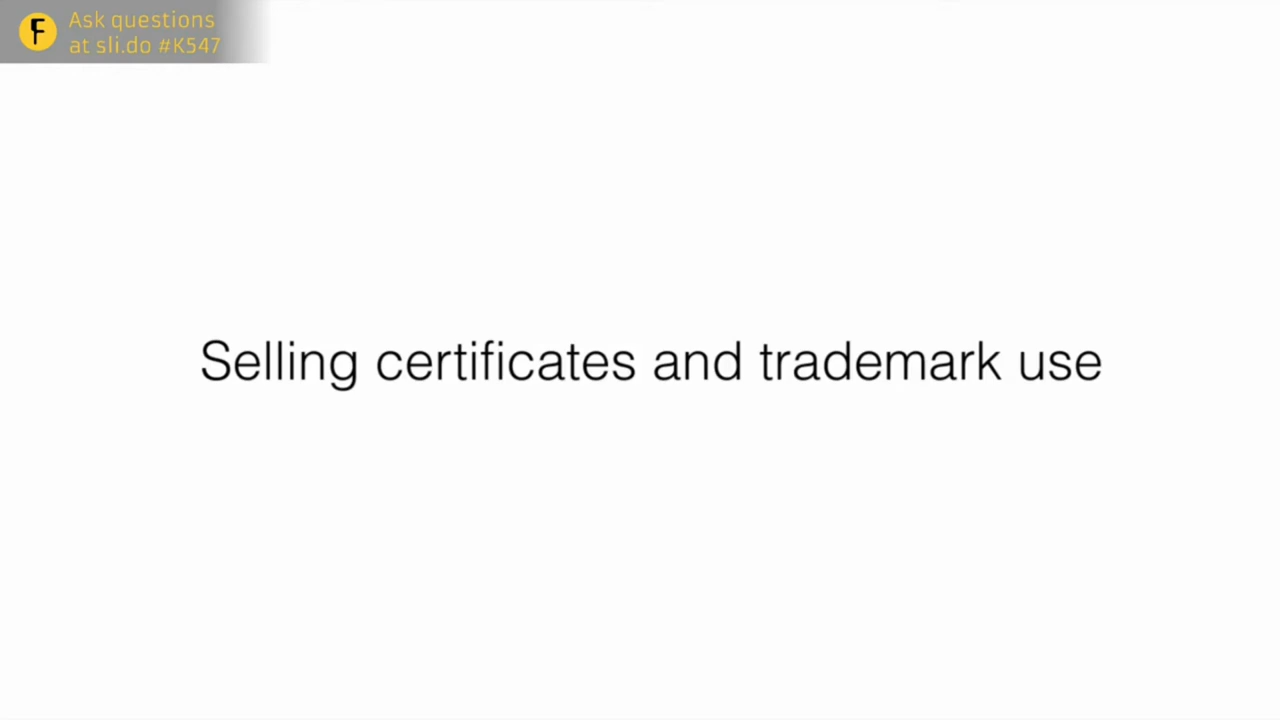 F
Ask questions
at sli.do #K547
Selling certificates and trademark use